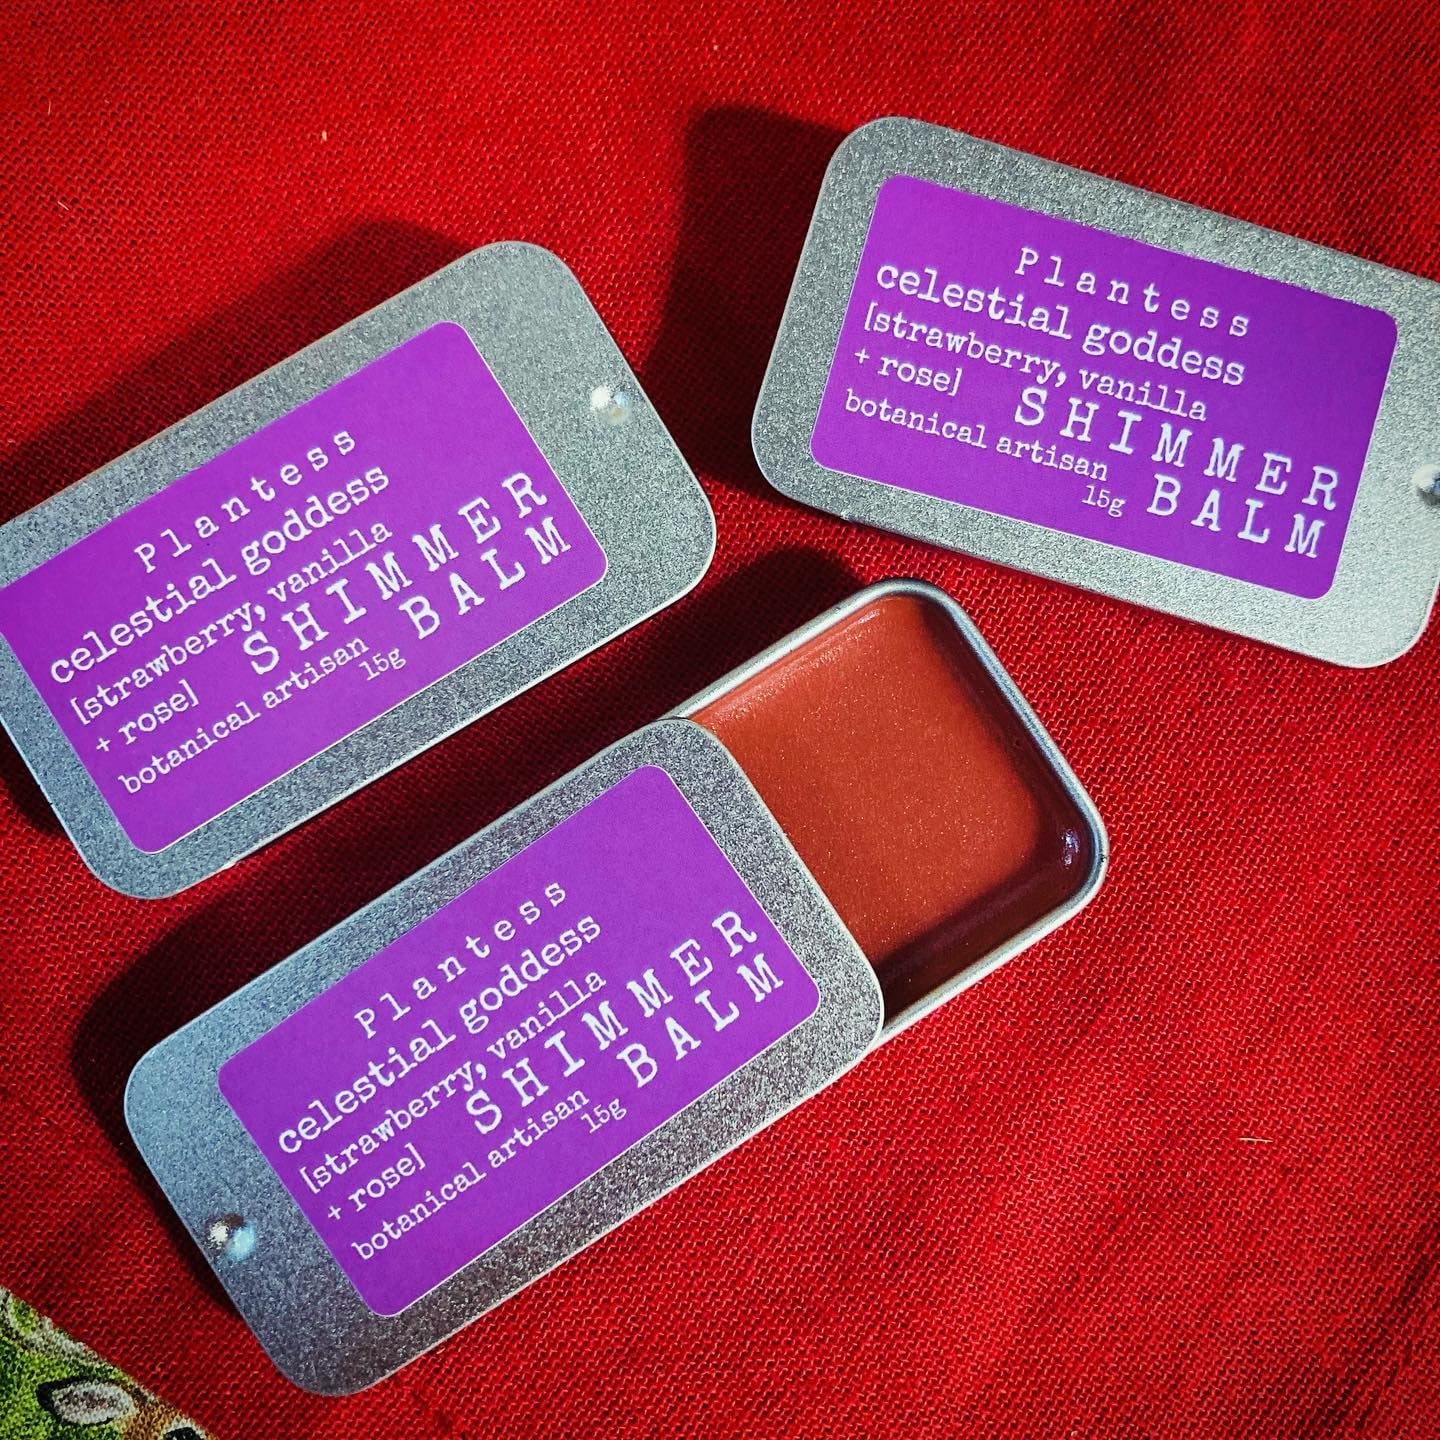 Plantess
celestial goddess
[strawberry, vanilla
+ rose] SHIMMER
botanical artisan BALM
15g
Plantess
celestial goddess
[strawberry, vanilla
+ rose] SHIMMER
botanical artisan BALM
15g
Plantess
celestial goddess
[strawberry, vanilla
+ rose] SHIMMER
botanical artisan BALM
15g